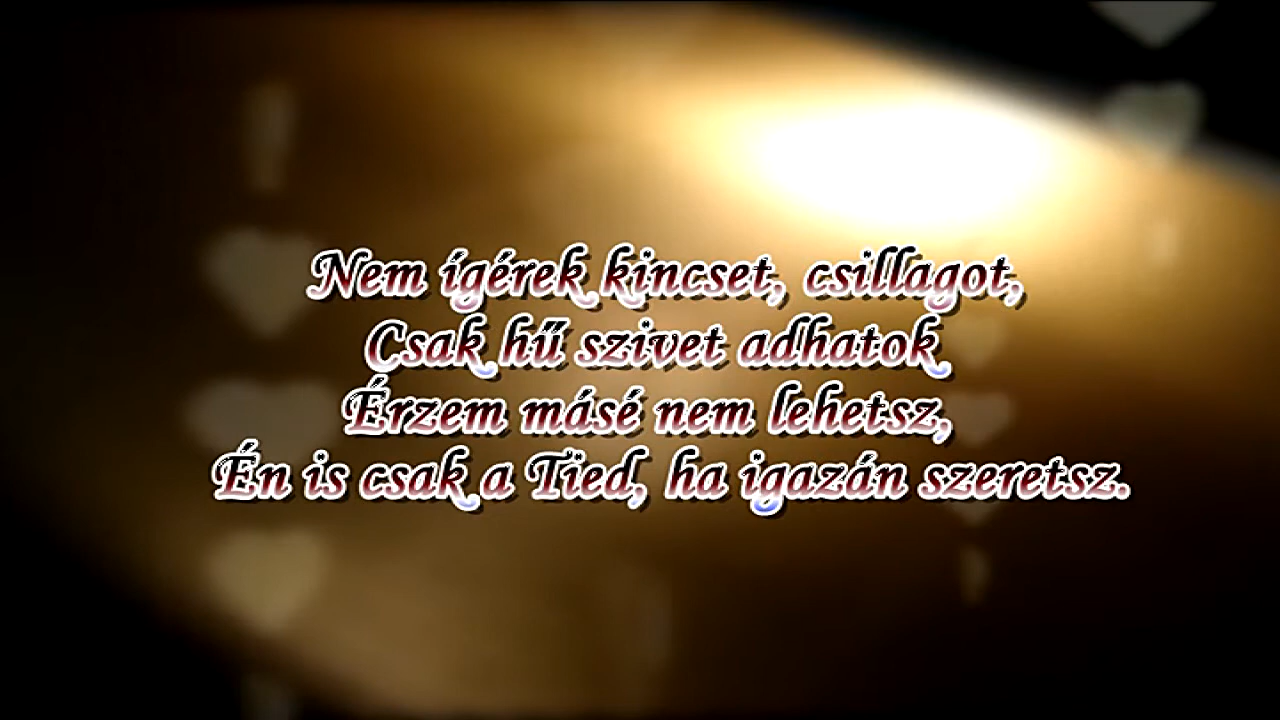 Nem ígérek kincset, csillagot,
Csak hű szivet adhatok
Érzem másé nem lehetsz,
Én is csak a Tied, ha igazán szeretsz.